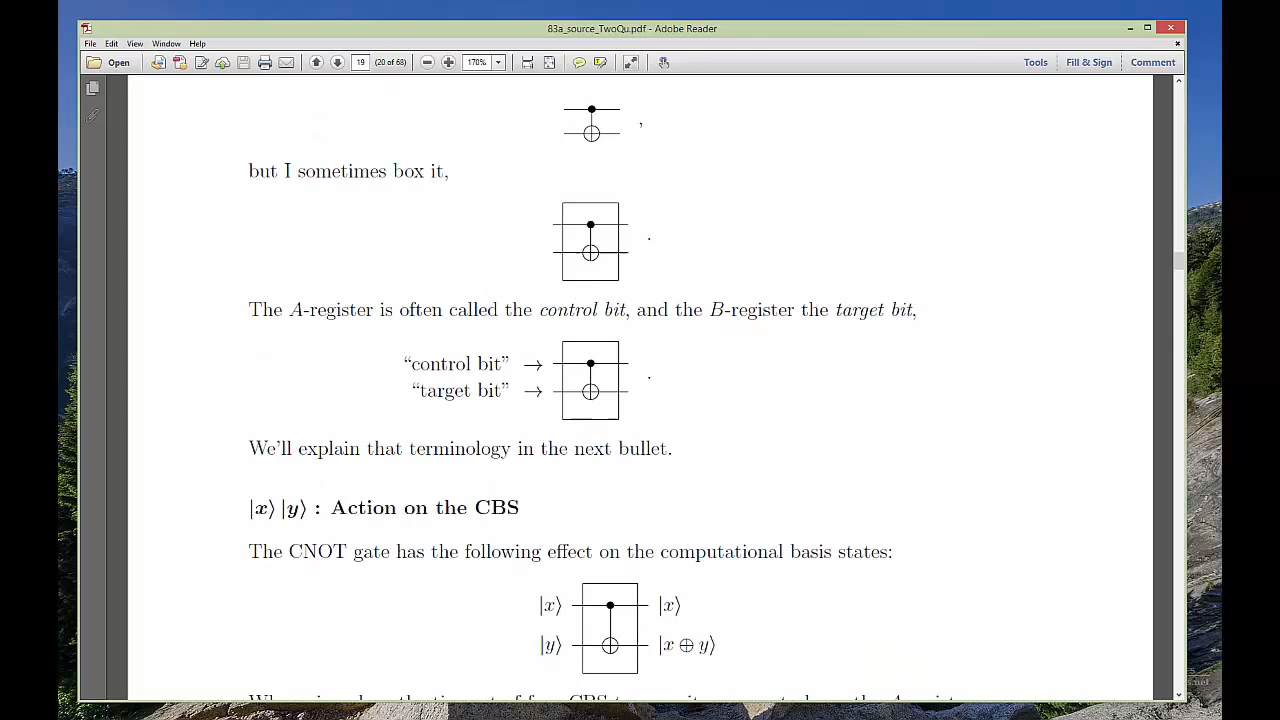 83a_source_TwoQu.pdf - Adobe Reader
File Edit View Window Help
Open 19 (20 of 68) 170% Tools Fill & Sign Comment
,
but I sometimes box it,
.
The A-register is often called the control bit, and the B-register the target bit,
“control bit” →
“target bit” →
.
We’ll explain that terminology in the next bullet.
|x⟩ |y⟩ : Action on the CBS
The CNOT gate has the following effect on the computational basis states:
|x⟩ |x⟩
|y⟩ |x ⊕ y⟩